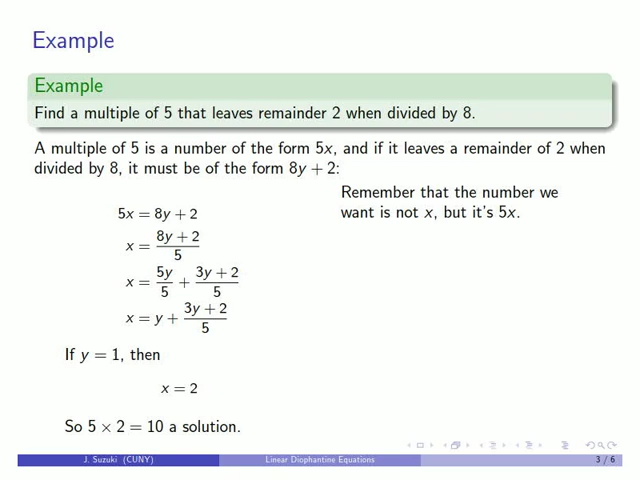 Example
Example
Find a multiple of 5 that leaves remainder 2 when divided by 8.
A multiple of 5 is a number of the form 5x, and if it leaves a remainder of 2 when
divided by 8, it must be of the form 8y + 2:
Remember that the number we
want is not x, but it's 5x.
5x = 8y + 2
x = (8y + 2)/5
x = 5y/5 + (3y + 2)/5
x = y + (3y + 2)/5
If y = 1, then
x = 2
So 5 × 2 = 10 a solution.
J. Suzuki (CUNY)
Linear Diophantine Equations
3 / 6